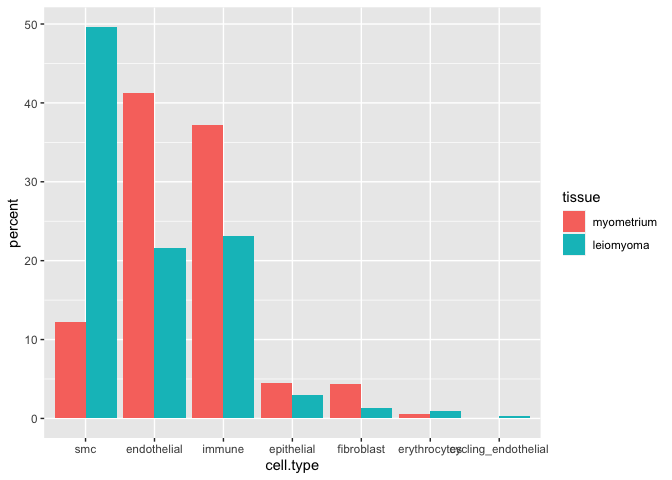 50
40
30
20
10
0
percent
smc endothelial immune epithelial fibroblast erythrocytes cycling_endothelial
cell.type
tissue
myometrium
leiomyoma